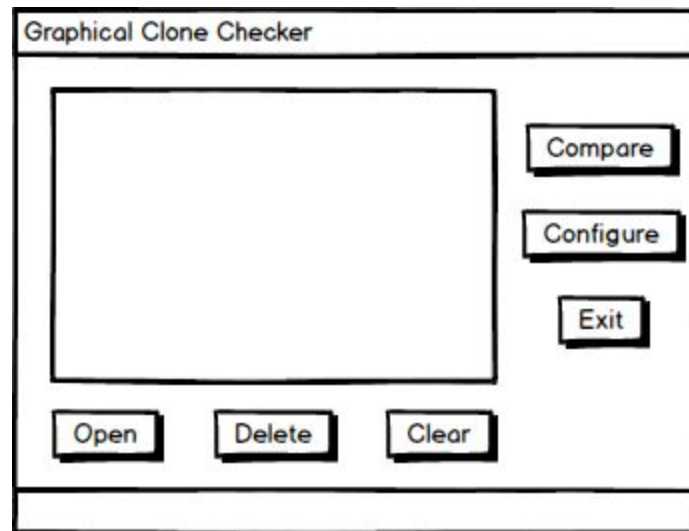 Graphical Clone Checker
Compare
Configure
Exit
Open Delete Clear